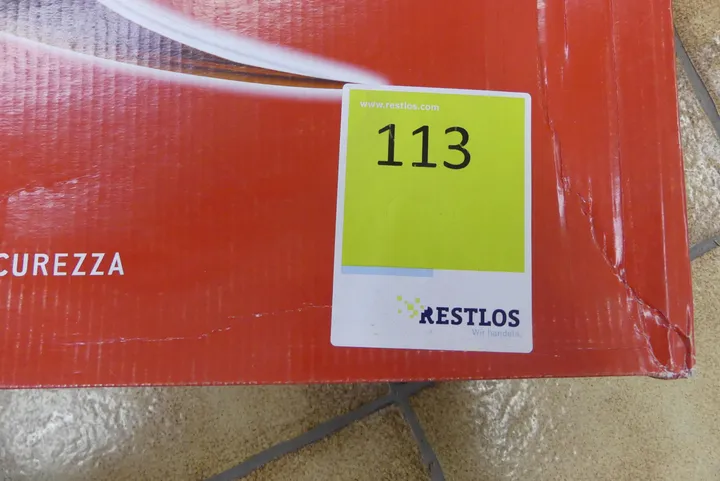 www.restlos.com
113
CUREZZA
RESTLOS
Wir handeln.